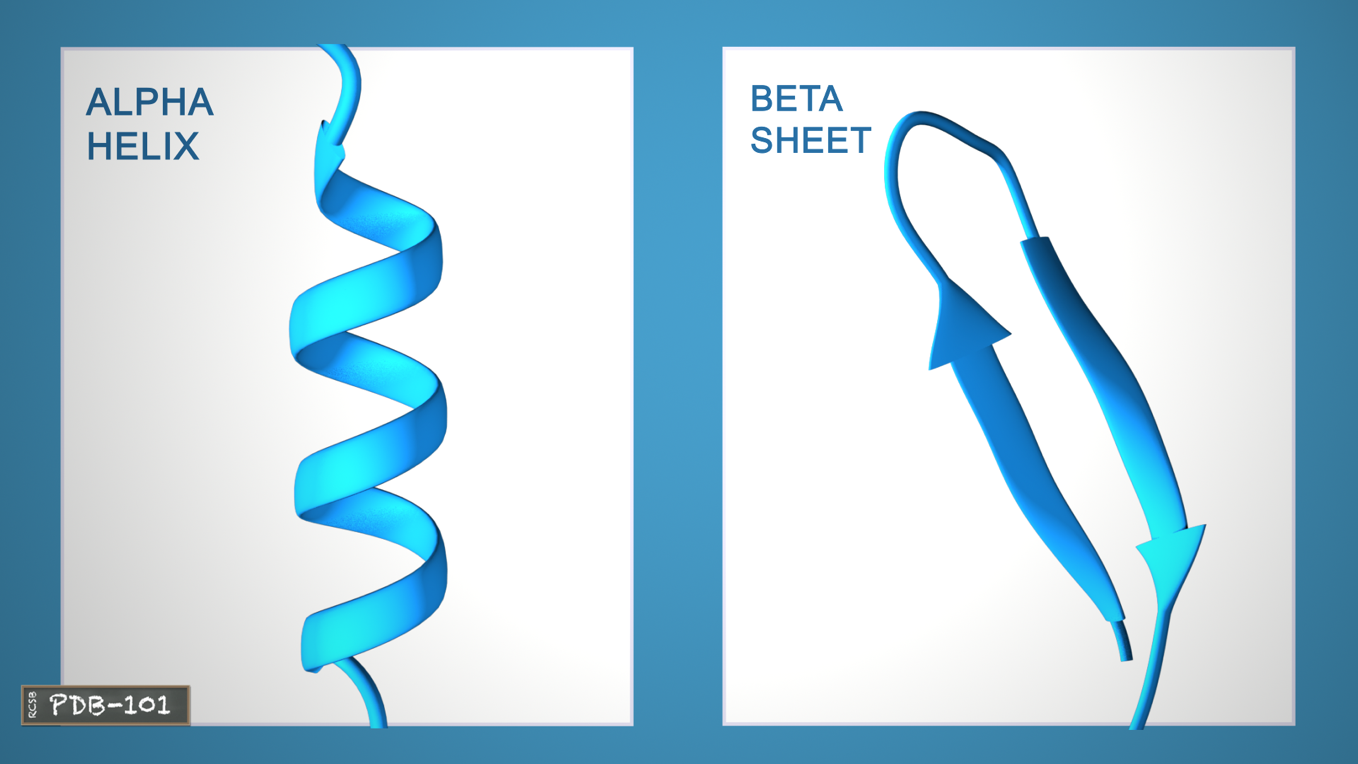 ALPHA
HELIX
BETA
SHEET
RCSB
PDB-101